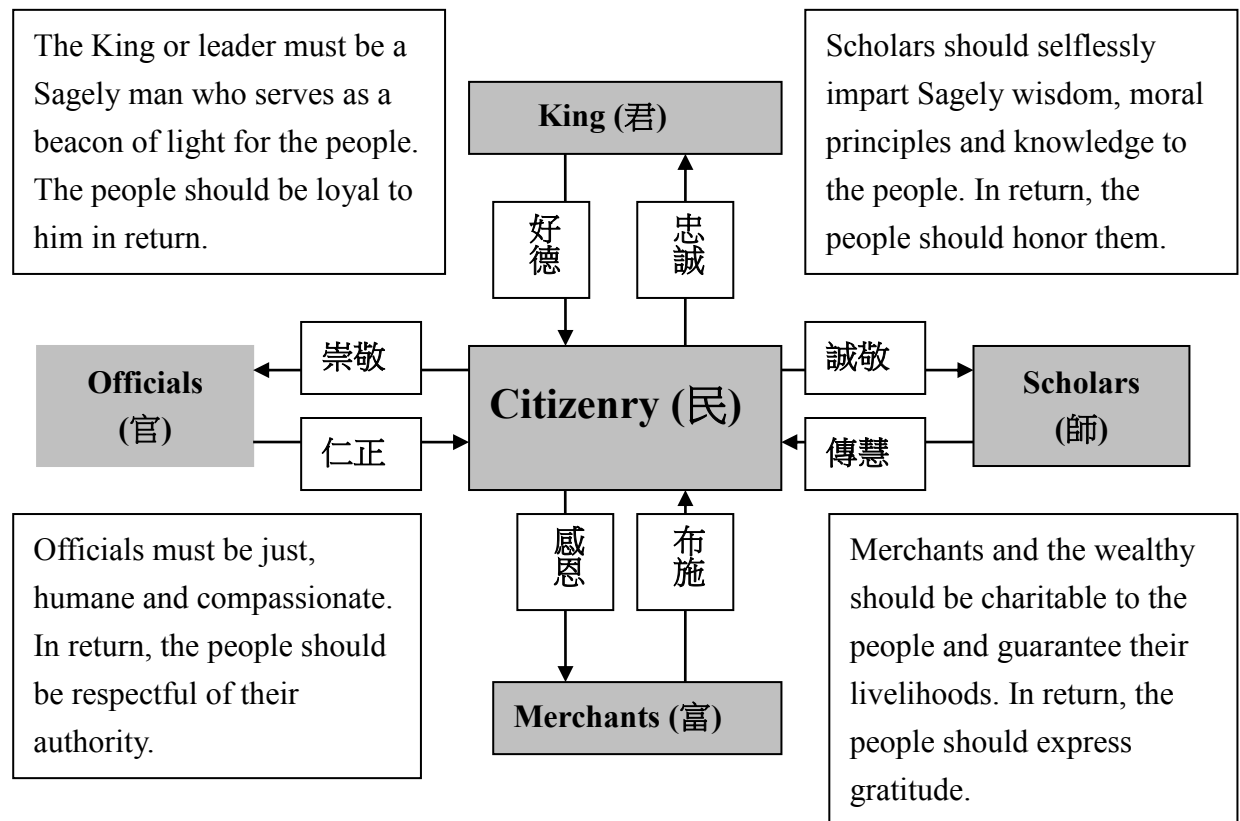 The King or leader must be a
Sagely man who serves as a
beacon of light for the people.
The people should be loyal to
him in return.
King (君)
Scholars should selflessly
impart Sagely wisdom, moral
principles and knowledge to
the people. In return, the
people should honor them.
好德
忠誠
Officials
(官)
崇敬
仁正
Citizenry (民)
誠敬
傳慧
Scholars
(師)
感恩
布施
Officials must be just,
humane and compassionate.
In return, the people should
be respectful of their
authority.
Merchants (富)
Merchants and the wealthy
should be charitable to the
people and guarantee their
livelihoods. In return, the
people should express
gratitude.